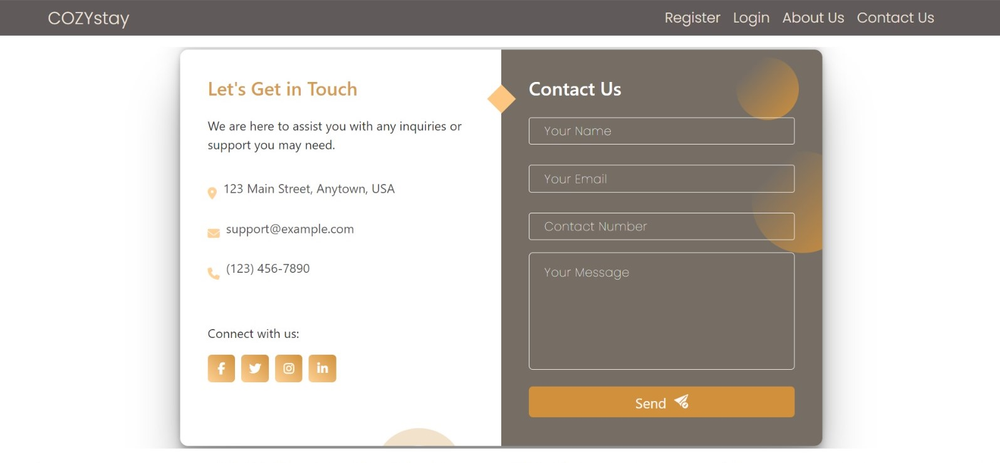 COZYstay
Register Login About Us Contact Us
Let's Get in Touch
We are here to assist you with any inquiries or
support you may need.
123 Main Street, Anytown, USA
support@example.com
(123) 456-7890
Connect with us:
Contact Us
Your Name
Your Email
Contact Number
Your Message
Send